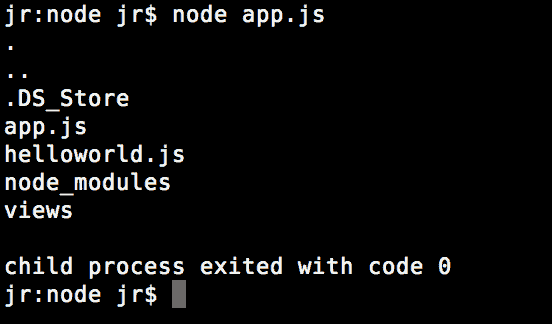 jr:node jr$ node app.js
.
..
.DS_Store
app.js
helloworld.js
node_modules
views
child process exited with code 0
jr:node jr$